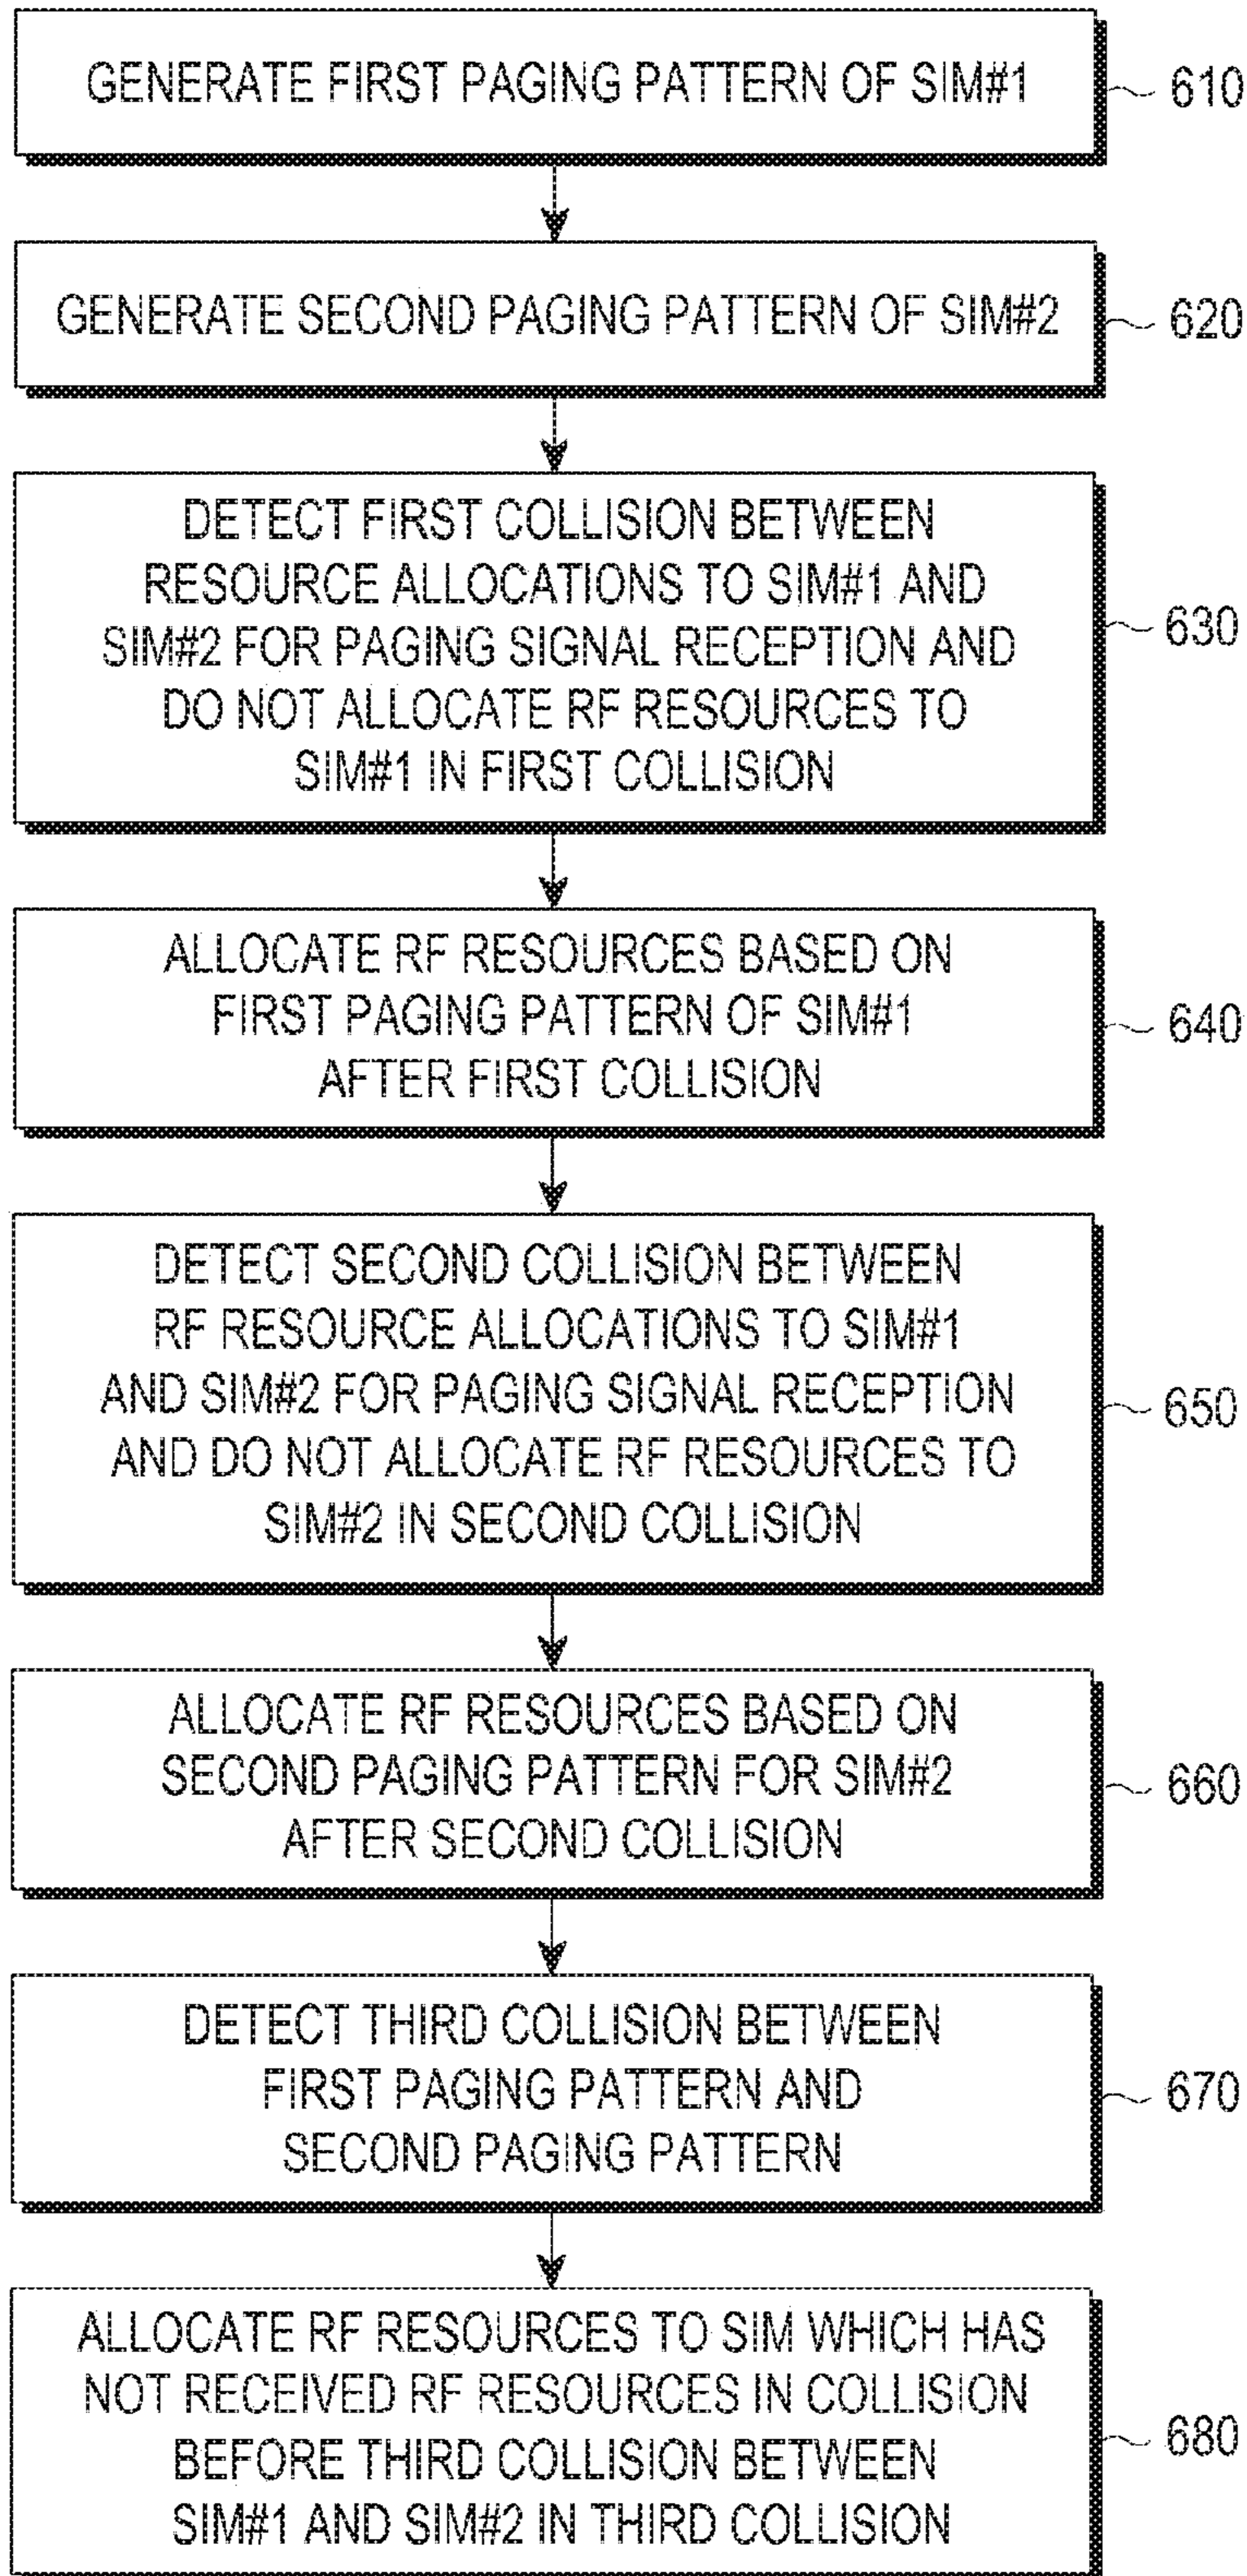 GENERATE FIRST PAGING PATTERN OF SIM#1
610
GENERATE SECOND PAGING PATTERN OF SIM#2
620
DETECT FIRST COLLISION BETWEEN
RESOURCE ALLOCATIONS TO SIM#1 AND
SIM#2 FOR PAGING SIGNAL RECEPTION AND
DO NOT ALLOCATE RF RESOURCES TO
SIM#1 IN FIRST COLLISION
630
ALLOCATE RF RESOURCES BASED ON
FIRST PAGING PATTERN OF SIM#1
AFTER FIRST COLLISION
640
DETECT SECOND COLLISION BETWEEN
RF RESOURCE ALLOCATIONS TO SIM#1
AND SIM#2 FOR PAGING SIGNAL RECEPTION
AND DO NOT ALLOCATE RF RESOURCES TO
SIM#2 IN SECOND COLLISION
650
ALLOCATE RF RESOURCES BASED ON
SECOND PAGING PATTERN FOR SIM#2
AFTER SECOND COLLISION
660
DETECT THIRD COLLISION BETWEEN
FIRST PAGING PATTERN AND
SECOND PAGING PATTERN
670
ALLOCATE RF RESOURCES TO SIM WHICH HAS
NOT RECEIVED RF RESOURCES IN COLLISION
BEFORE THIRD COLLISION BETWEEN
SIM#1 AND SIM#2 IN THIRD COLLISION
680